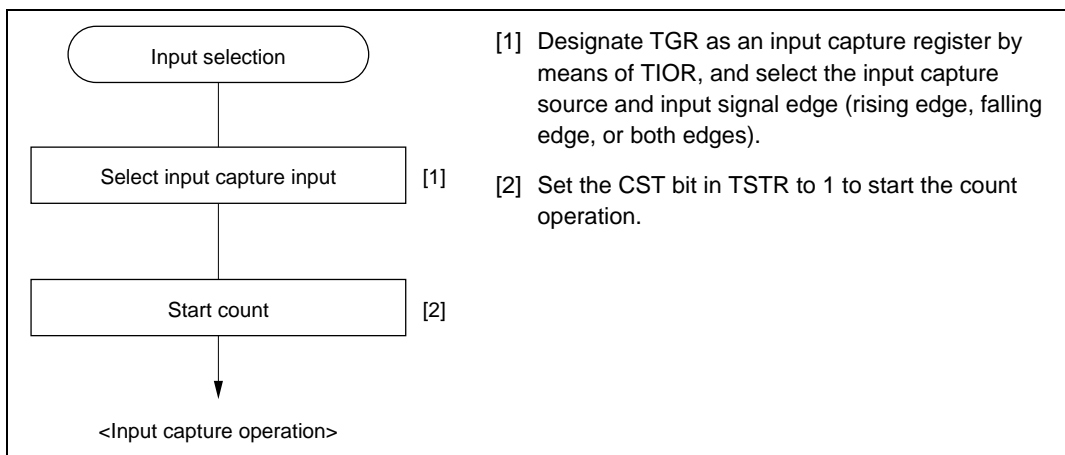 Input selection
Select input capture input
[1]
Start count
[2]
<Input capture operation>
[1] Designate TGR as an input capture register by
means of TIOR, and select the input capture
source and input signal edge (rising edge, falling
edge, or both edges).
[2] Set the CST bit in TSTR to 1 to start the count
operation.